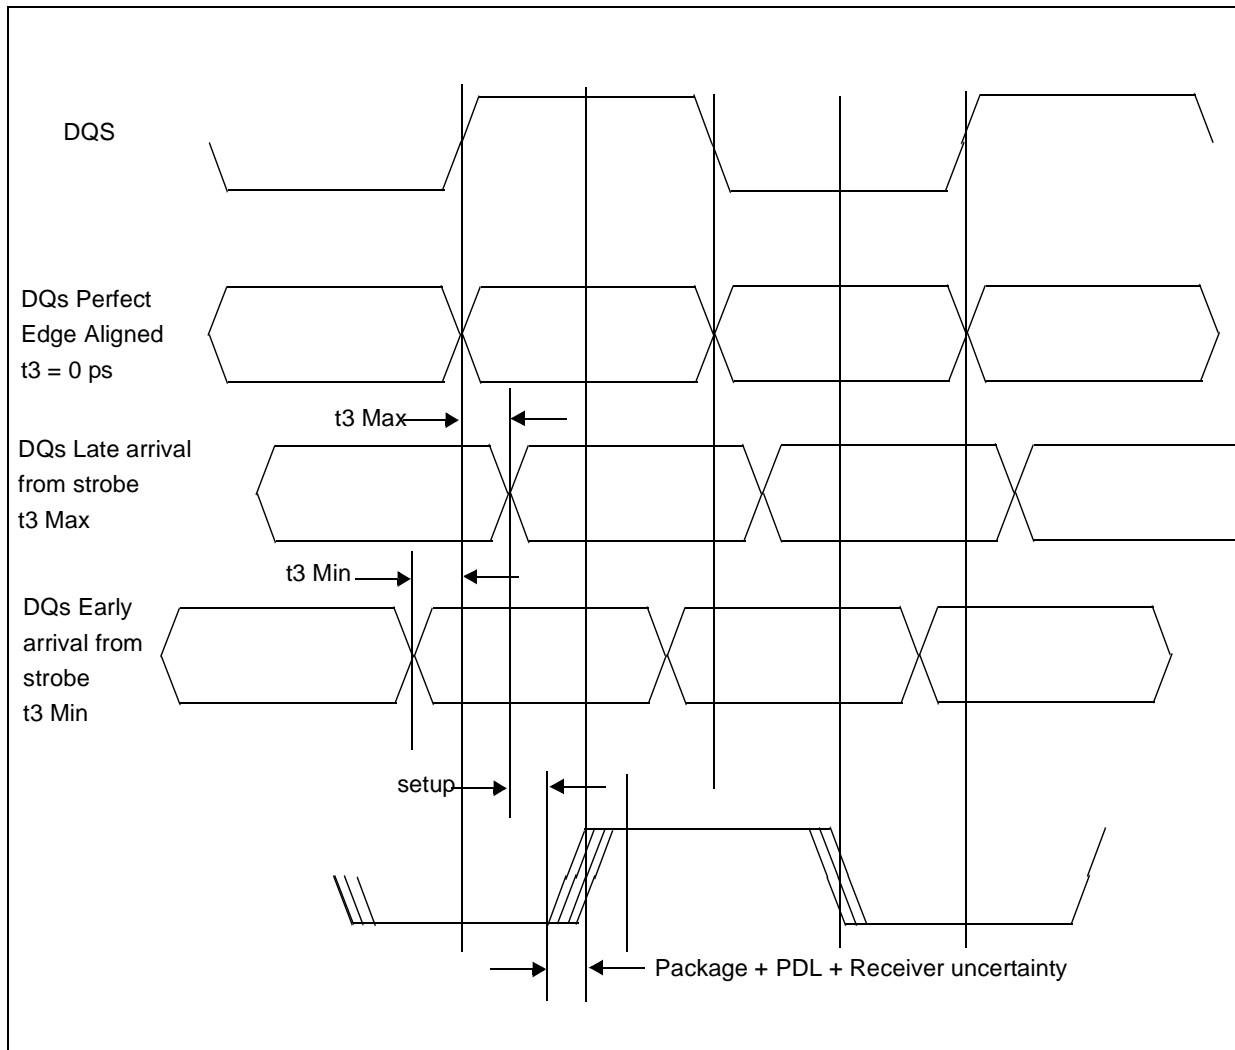 DQS
DQs Perfect
Edge Aligned
t3 = 0 ps
t3 Max
DQs Late arrival
from strobe
t3 Max
t3 Min
DQs Early
arrival from
strobe
t3 Min
setup
Package + PDL + Receiver uncertainty